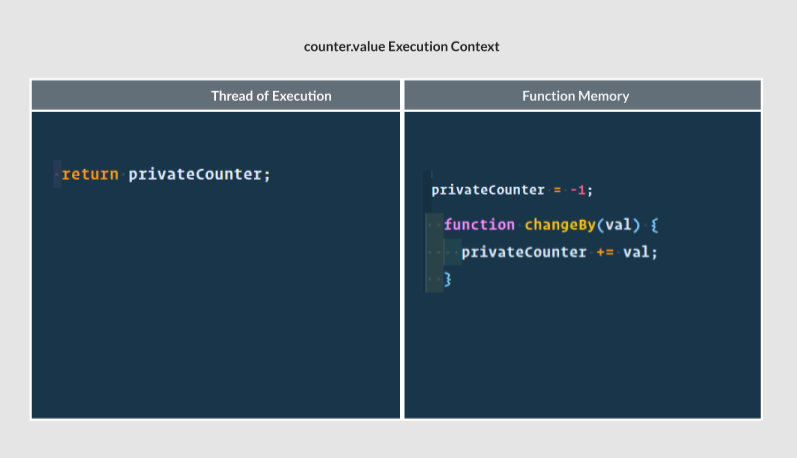 counter.value Execution Context
Thread of Execution
Function Memory
return privateCounter;
privateCounter = -1;
function changeBy(val) {
privateCounter += val;
}